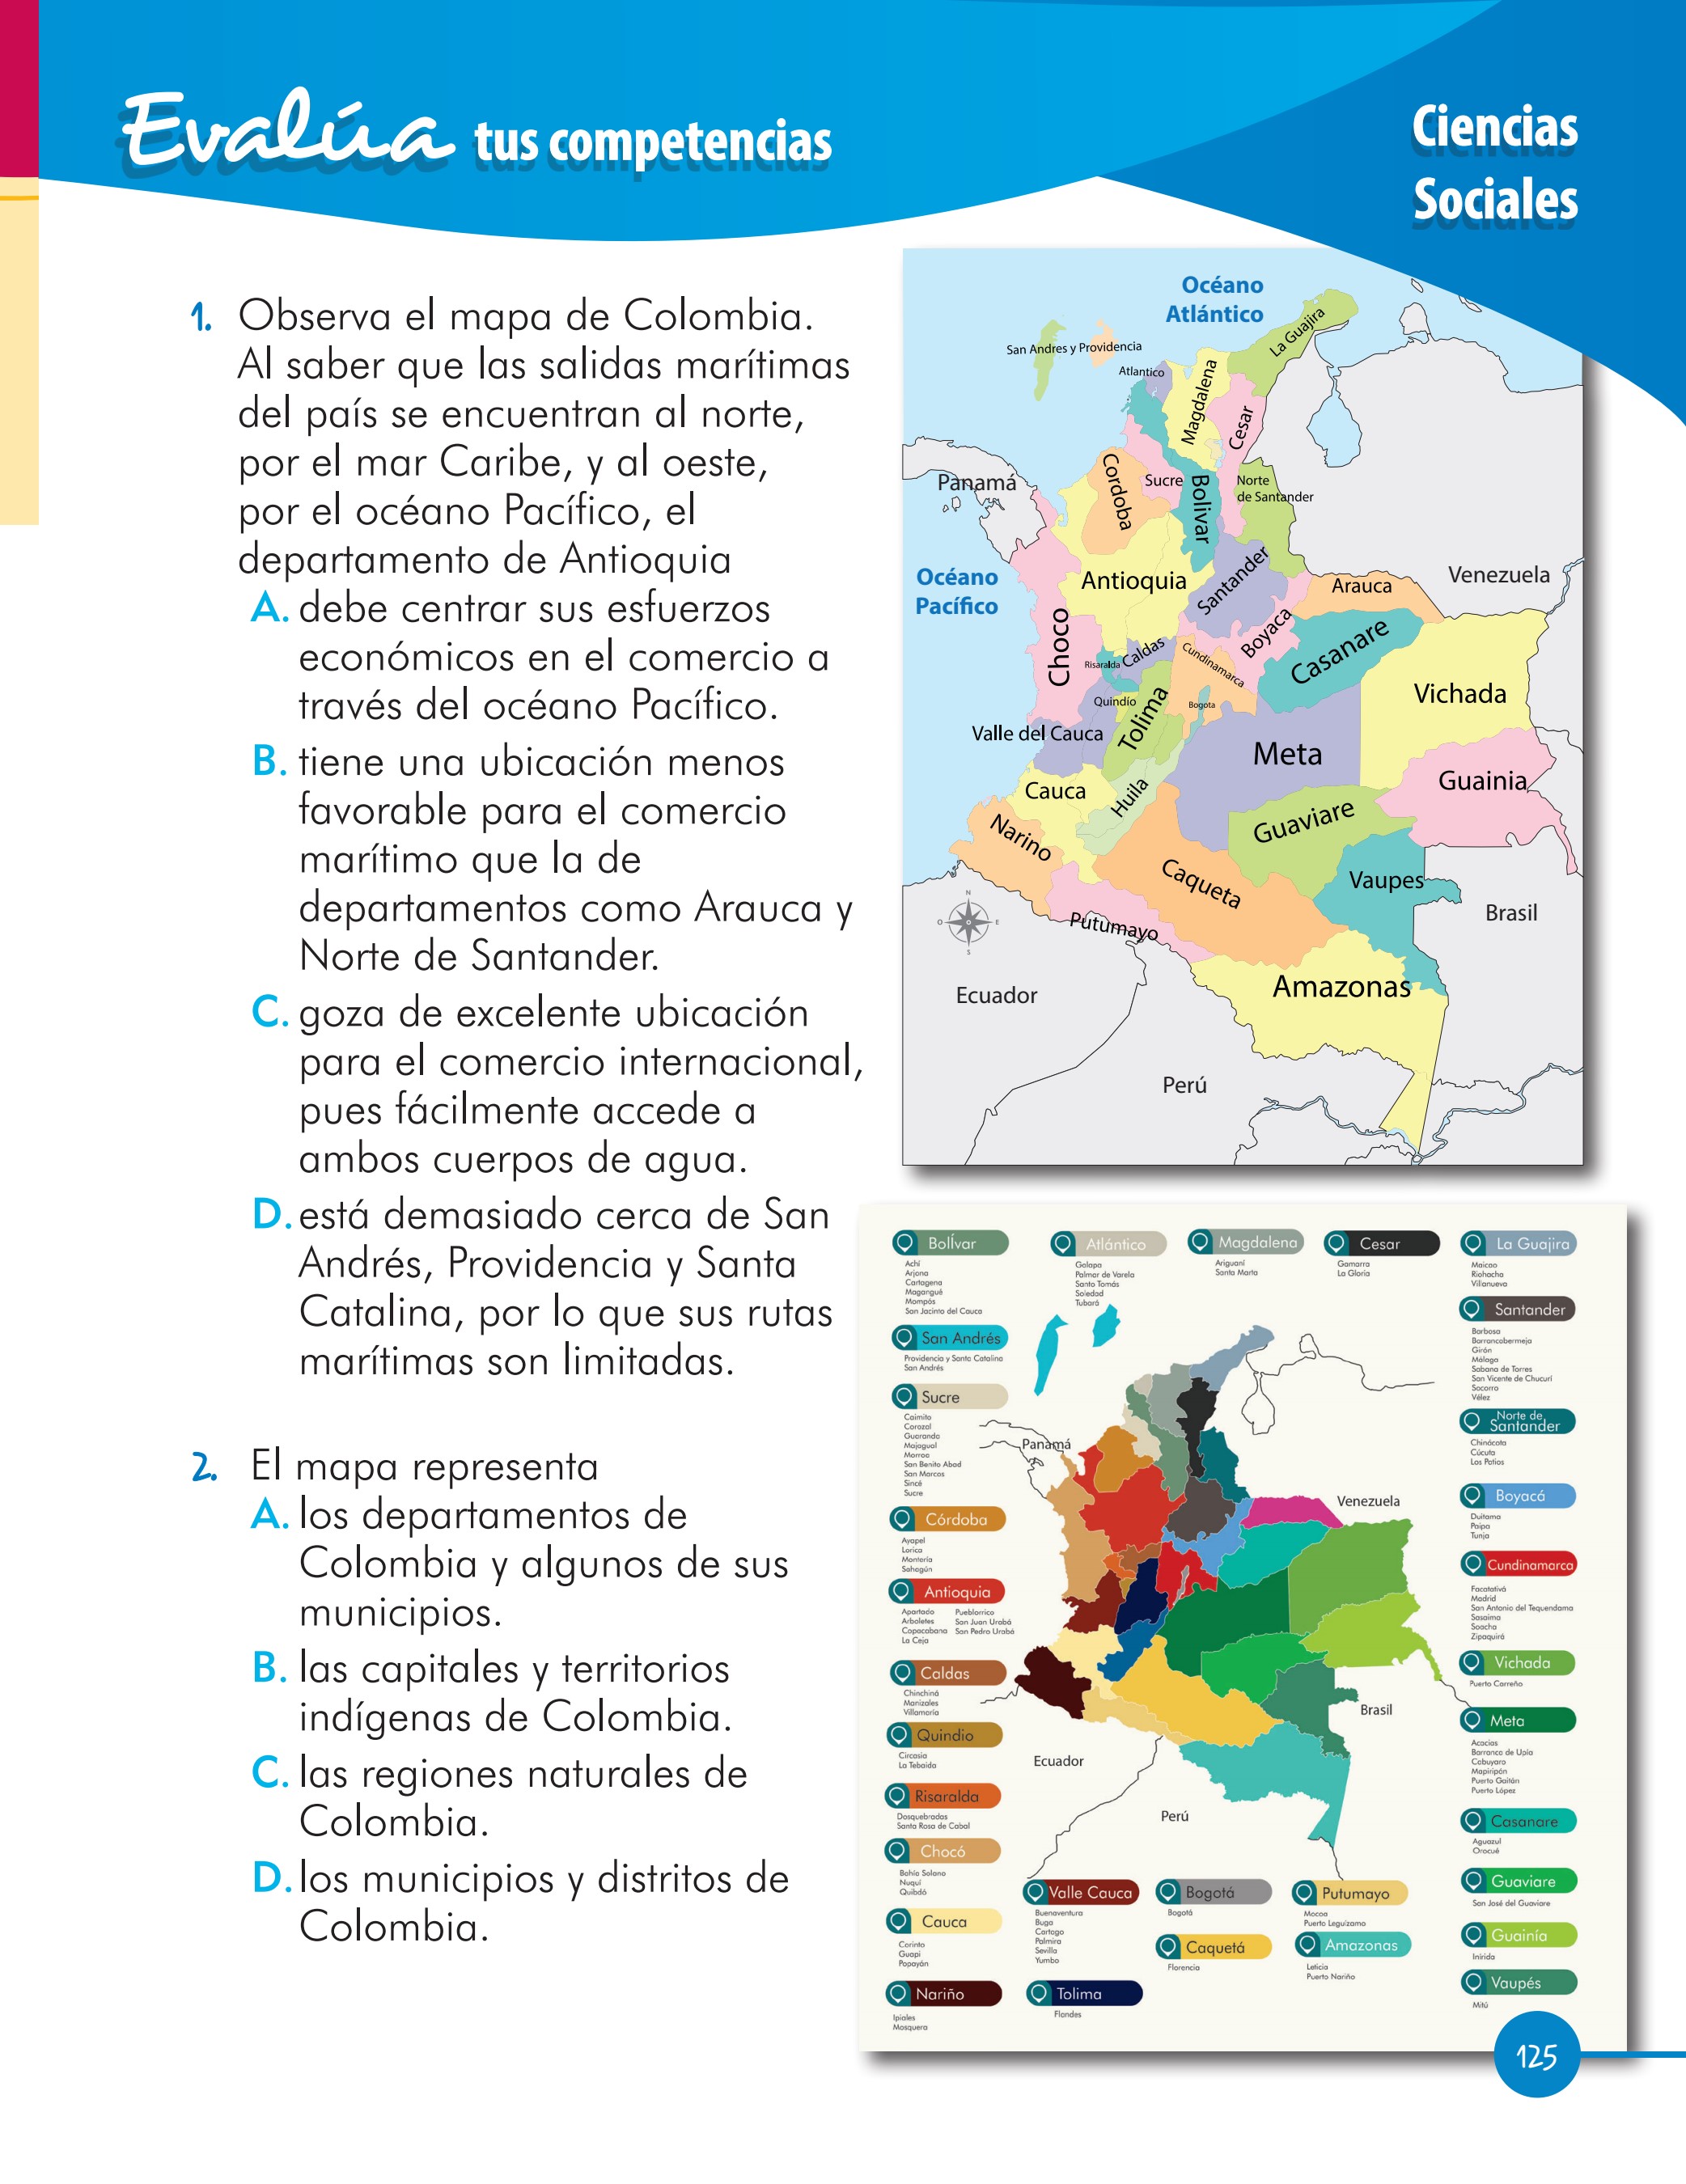 Evalúa tus competencias
Ciencias
Sociales
1. Observa el mapa de Colombia.
Al saber que las salidas marítimas
del país se encuentran al norte,
por el mar Caribe, y al oeste,
por el océano Pacífico, el
departamento de Antioquia
A. debe centrar sus esfuerzos
económicos en el comercio a
través del océano Pacífico.
B. tiene una ubicación menos
favorable para el comercio
marítimo que la de
departamentos como Arauca y
Norte de Santander.
C. goza de excelente ubicación
para el comercio internacional,
pues fácilmente accede a
ambos cuerpos de agua.
D. está demasiado cerca de San
Andrés, Providencia y Santa
Catalina, por lo que sus rutas
marítimas son limitadas.
2. El mapa representa
A. los departamentos de
Colombia y algunos de sus
municipios.
B. las capitales y territorios
indígenas de Colombia.
C. las regiones naturales de
Colombia.
D. los municipios y distritos de
Colombia.
Océano
Atlántico
La Guajira
San Andres y Providencia
Atlantico
Magdalena
Cesar
Panamá
Cordoba
Sucre
Bolivar
Norte
de Santander
Océano
Pacífico
Antioquia
Santander
Arauca
Venezuela
Choco
Boyaca
Casanare
Risaralda
Caldas
Cundinamarca
Vichada
Quindío
Tolima
Bogota
Valle del Cauca
Meta
Guainia
Cauca
Huila
Guaviare
Narino
Caqueta
Vaupes
Brasil
N
O
E
S
Putumayo
Ecuador
Amazonas
Perú
Bolívar
Achí
Arjona
Cartagena
Magangué
Mompós
San Jacinto del Cauca
Atlántico
Galapa
Palmar de Varela
Santo Tomás
Soledad
Tubará
Magdalena
Ariguaní
Santa Marta
Cesar
Gamarra
La Gloria
La Guajira
Maicao
Riohacha
Villanueva
San Andrés
Providencia y Santa Catalina
San Andrés
Santander
Barbosa
Barrancabermeja
Girón
Málaga
Sabana de Torres
San Vicente de Chucurí
Socorro
Vélez
Sucre
Caimito
Corozal
Guaranda
Majagual
Morroa
San Benito Abad
San Marcos
Sincé
Sucre
Norte de
Santander
Chinácota
Cúcuta
Los Patios
Panamá
Venezuela
Boyacá
Duitama
Paipa
Tunja
Córdoba
Ayapel
Lorica
Montería
Sahagún
Cundinamarca
Facatativá
Madrid
San Antonio del Tequendama
Sasaima
Soacha
Zipaquirá
Antioquia
Apartado Pueblorrico
Arboletes San Juan Urabá
Copacabana San Pedro Urabá
La Ceja
Caldas
Chinchiná
Manizales
Villamaría
Vichada
Puerto Carreño
Quindio
Circasia
La Tebaida
Meta
Acacías
Barranca de Upía
Cabuyaro
Mapiripán
Puerto Gaitán
Puerto López
Brasil
Ecuador
Perú
Risaralda
Dosquebradas
Santa Rosa de Cabal
Casanare
Aguazul
Orocué
Chocó
Bahía Solano
Nuquí
Quibdó
Guaviare
San José del Guaviare
Valle Cauca
Buenaventura
Buga
Cartago
Palmira
Sevilla
Yumbo
Bogotá
Bogotá
Putumayo
Mocoa
Puerto Leguízamo
Cauca
Corinto
Guapi
Popayán
Caquetá
Florencia
Amazonas
Leticia
Puerto Nariño
Guainía
Inírida
Nariño
Ipiales
Mosquera
Tolima
Flandes
Vaupés
Mitú
125